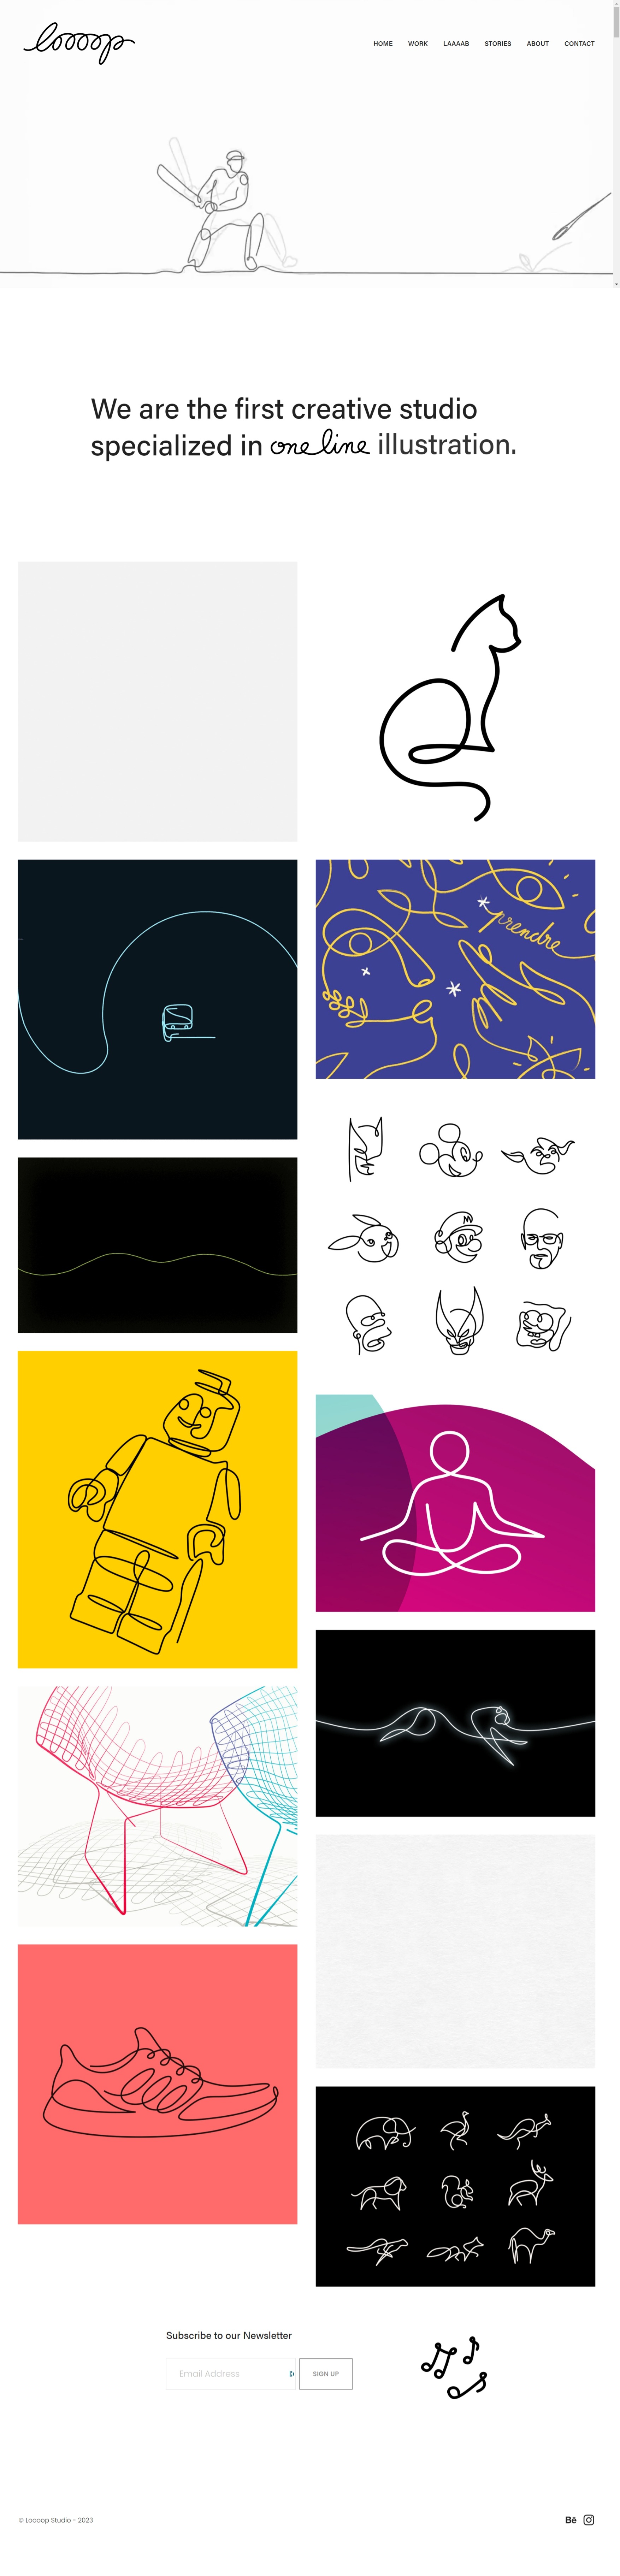 loooop
HOME WORK LAAAAB STORIES ABOUT CONTACT
We are the first creative studio
specialized in one line illustration.
prendre
M
Subscribe to our Newsletter
Email Address
SIGN UP
© Loooop Studio - 2023
Bē